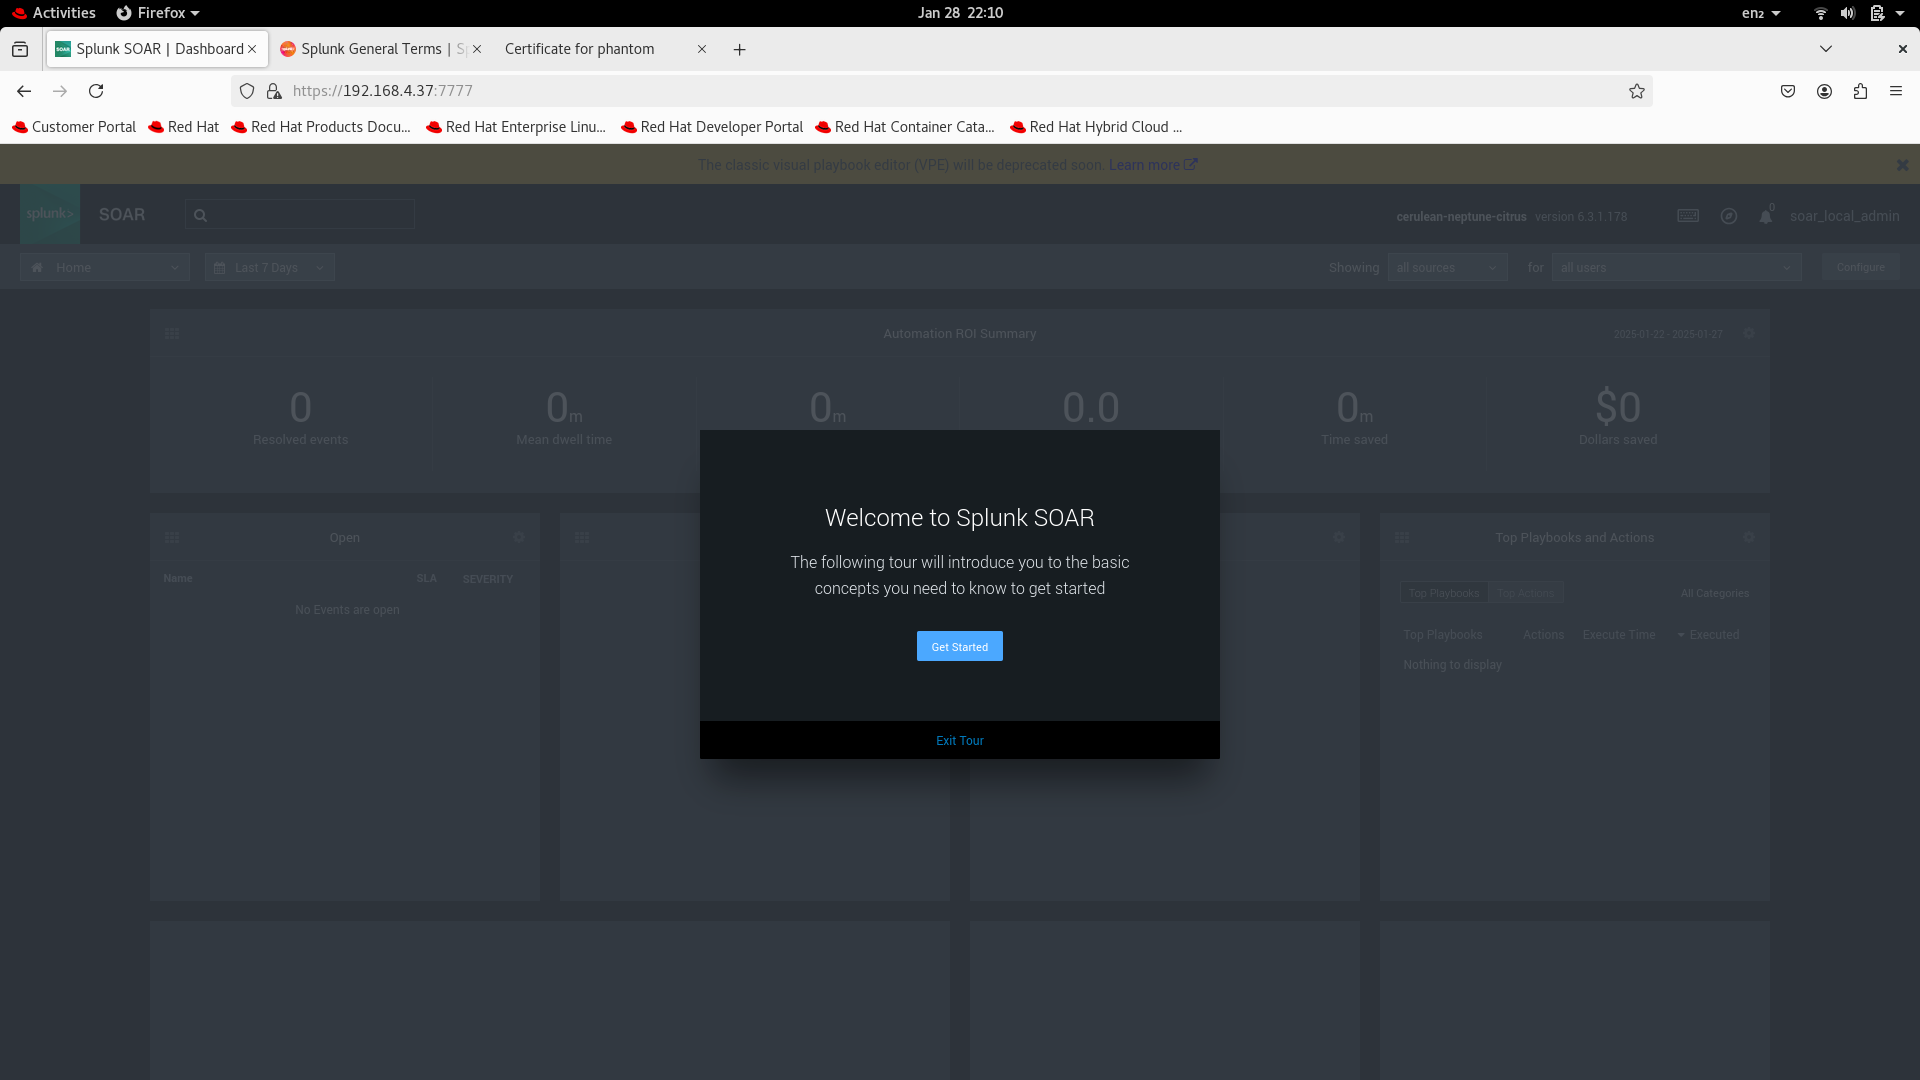 Activities Firefox Jan 28 22:10 en₂
Splunk SOAR | Dashboard Splunk General Terms | Sp Certificate for phantom
https://192.168.4.37:7777
Customer Portal Red Hat Red Hat Products Docu... Red Hat Enterprise Linu... Red Hat Developer Portal Red Hat Container Cata... Red Hat Hybrid Cloud ...
The classic visual playbook editor (VPE) will be deprecated soon. Learn more
splunk> SOAR cerulean-neptune-citrus version 6.3.1.178 0 soar_local_admin
Home Last 7 Days Showing all sources for all users Configure
Automation ROI Summary 2025-01-22 - 2025-01-27
0 0m 0m 0.0 0m $0
Resolved events Mean dwell time Time saved Dollars saved
Welcome to Splunk SOAR
The following tour will introduce you to the basic
concepts you need to know to get started
Get Started
Exit Tour
Open
Name SLA SEVERITY
No Events are open
Top Playbooks and Actions
Top Playbooks Top Actions All Categories
Top Playbooks Actions Execute Time Executed
Nothing to display